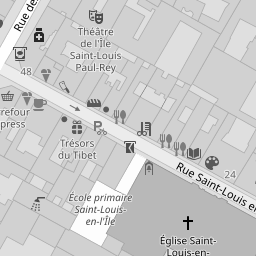 Rue de
Théâtre
de l'Île
Saint-Louis
Paul-Rey
48
refour
press
Trésors
du Tibet
24
Rue Saint-Louis en
École primaire
Saint-Louis-
en-l'Île
Église Saint-
Louis-en-